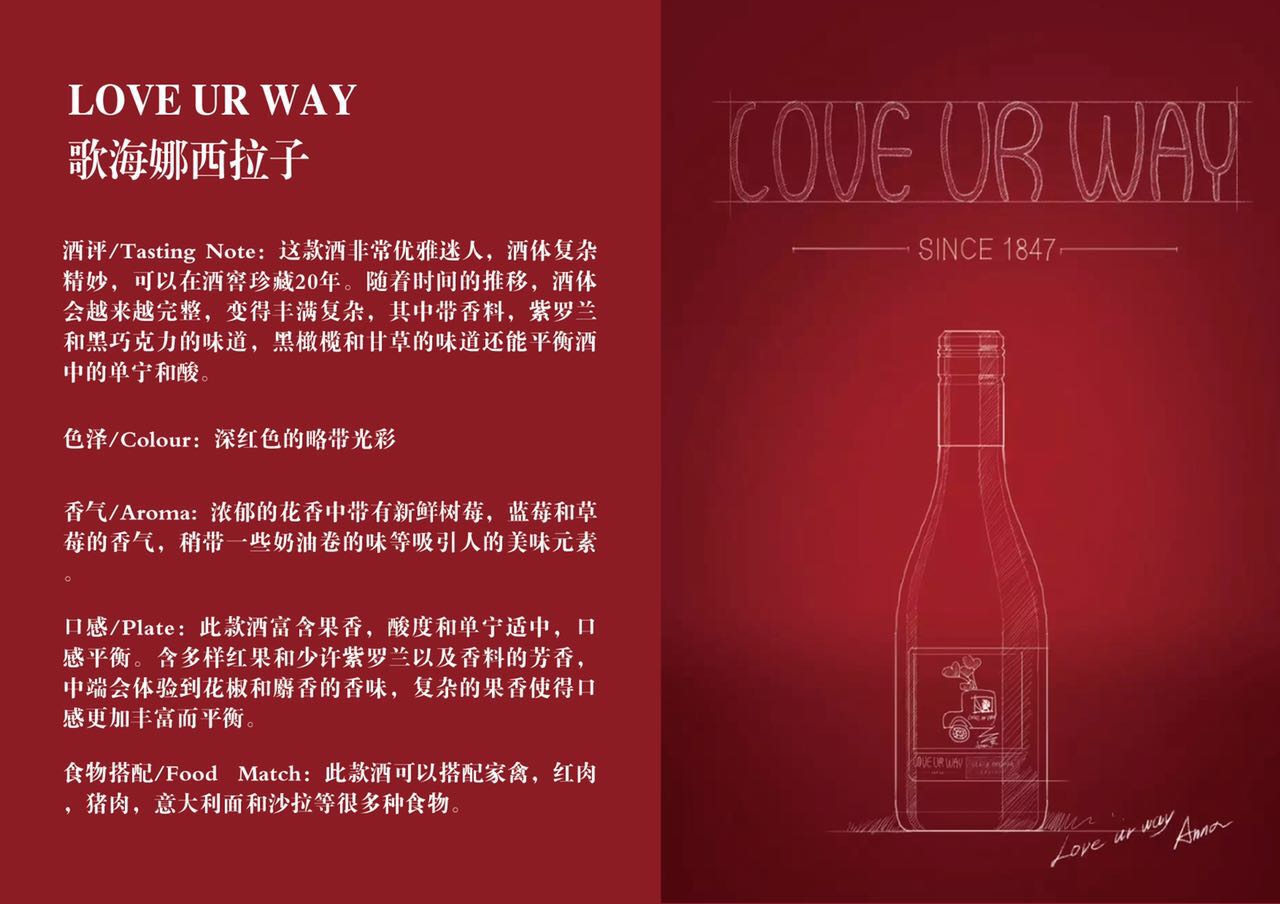 LOVE UR WAY
歌海娜西拉子
酒评/Tasting Note：这款酒非常优雅迷人，酒体复杂
精妙，可以在酒窖珍藏20年。随着时间的推移，酒体
会越来越完整，变得丰满复杂，其中带香料，紫罗兰
和黑巧克力的味道，黑橄榄和甘草的味道还能平衡酒
中的单宁和酸。
色泽/Colour：深红色的略带光彩
香气/Aroma：浓郁的花香中带有新鲜树莓，蓝莓和草
莓的香气，稍带一些奶油卷的味等吸引人的美味元素
。
口感/Plate：此款酒富含果香，酸度和单宁适中，口
感平衡。含多样红果和少许紫罗兰以及香料的芳香，
中端会体验到花椒和麝香的香味，复杂的果香使得口
感更加丰富而平衡。
食物搭配/Food Match：此款酒可以搭配家禽，红肉
，猪肉，意大利面和沙拉等很多种食物。
LOVE UR WAY
SINCE 1847
LOVE UR WAY
Love ur way Anna